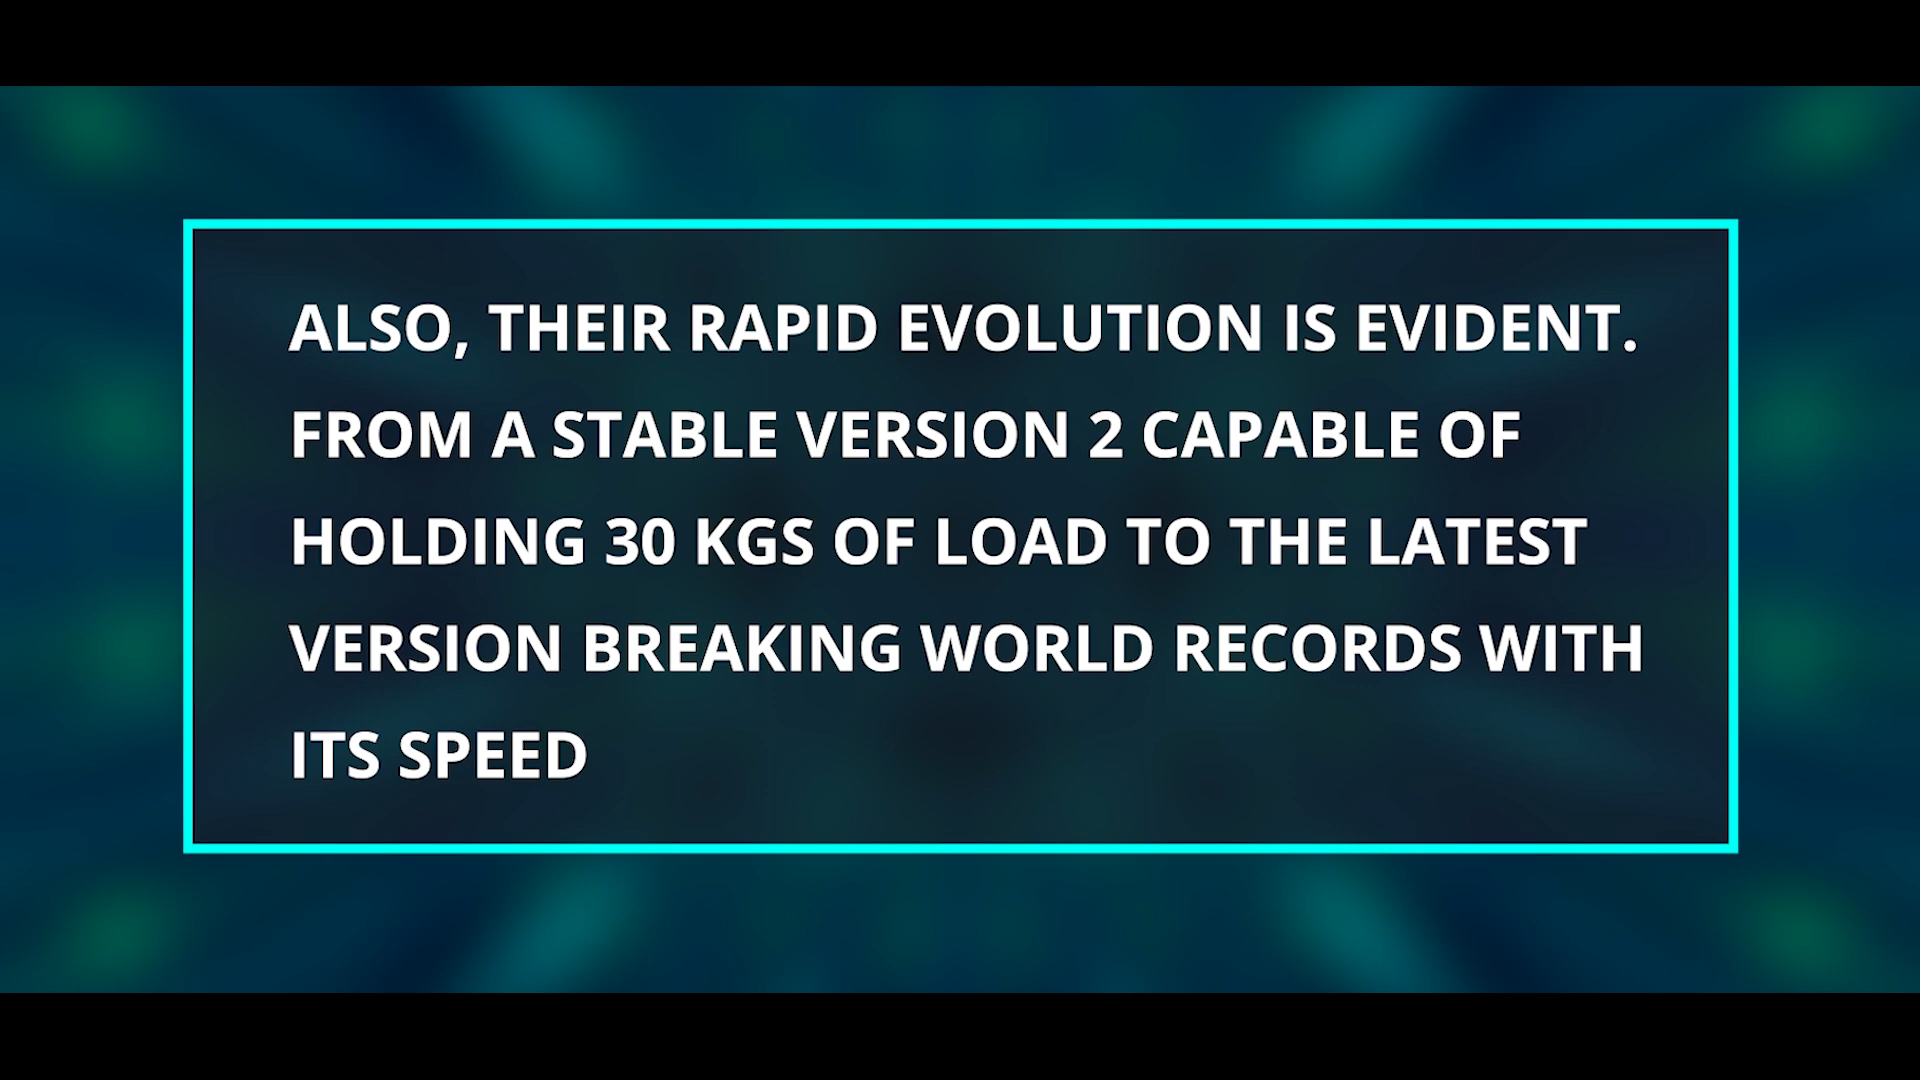 ALSO, THEIR RAPID EVOLUTION IS EVIDENT.
FROM A STABLE VERSION 2 CAPABLE OF
HOLDING 30 KGS OF LOAD TO THE LATEST
VERSION BREAKING WORLD RECORDS WITH
ITS SPEED